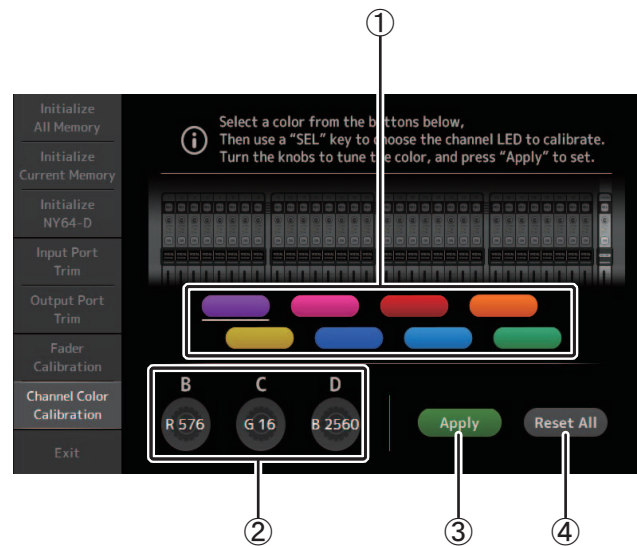 ①
Initialize
All Memory
Initialize
Current Memory
Initialize
NY64-D
Input Port
Trim
Output Port
Trim
Fader
Calibration
Channel Color
Calibration
Exit
Select a color from the buttons below,
Then use a “SEL” key to choose the channel LED to calibrate.
Turn the knobs to tune the color, and press “Apply” to set.
B C D
R 576 G 16 B 2560
Apply Reset All
② ③ ④